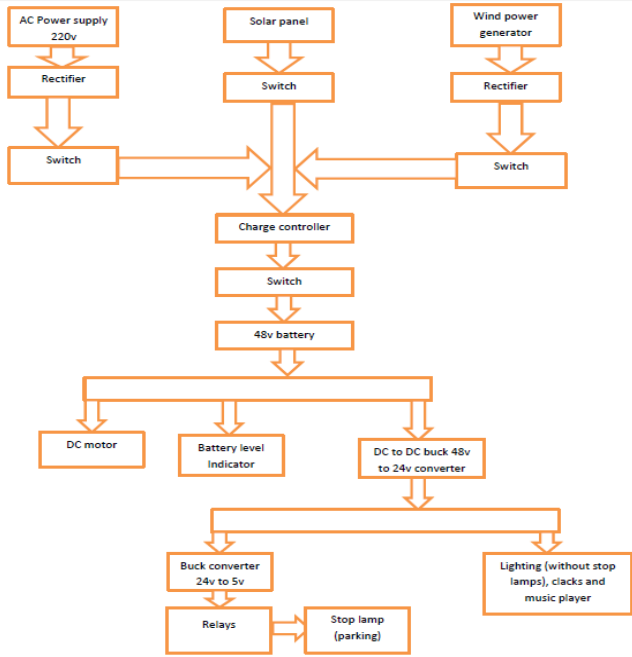 AC Power supply
220v
Solar panel
Wind power
generator
Rectifier
Switch
Rectifier
Switch
Switch
Charge controller
Switch
48v battery
DC motor
Battery level
Indicator
DC to DC buck 48v
to 24v converter
Buck converter
24v to 5v
Lighting (without stop
lamps), clacks and
music player
Relays
Stop lamp
(parking)